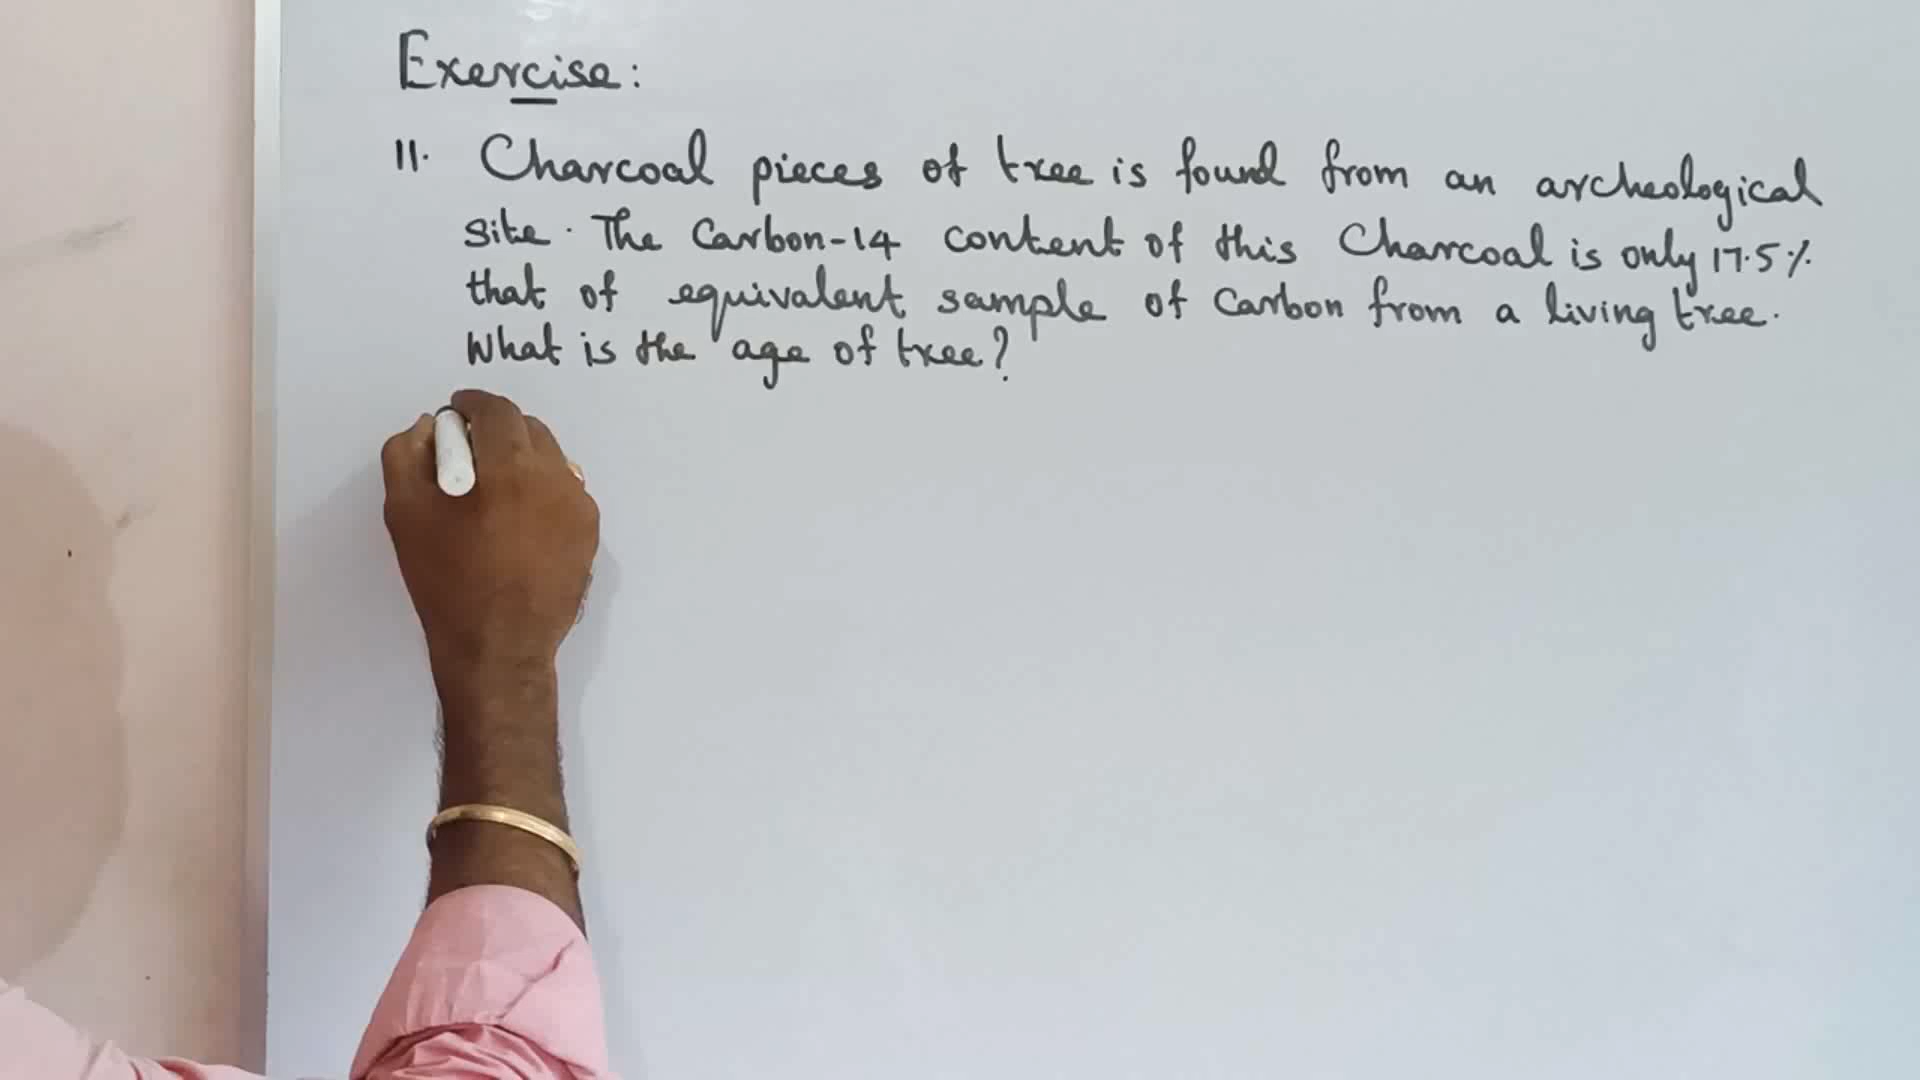 Exercise:
11. Charcoal pieces of tree is found from an archeological
site. The Carbon-14 content of this Charcoal is only 17.5%
that of equivalent sample of Carbon from a living tree.
What is the age of tree?